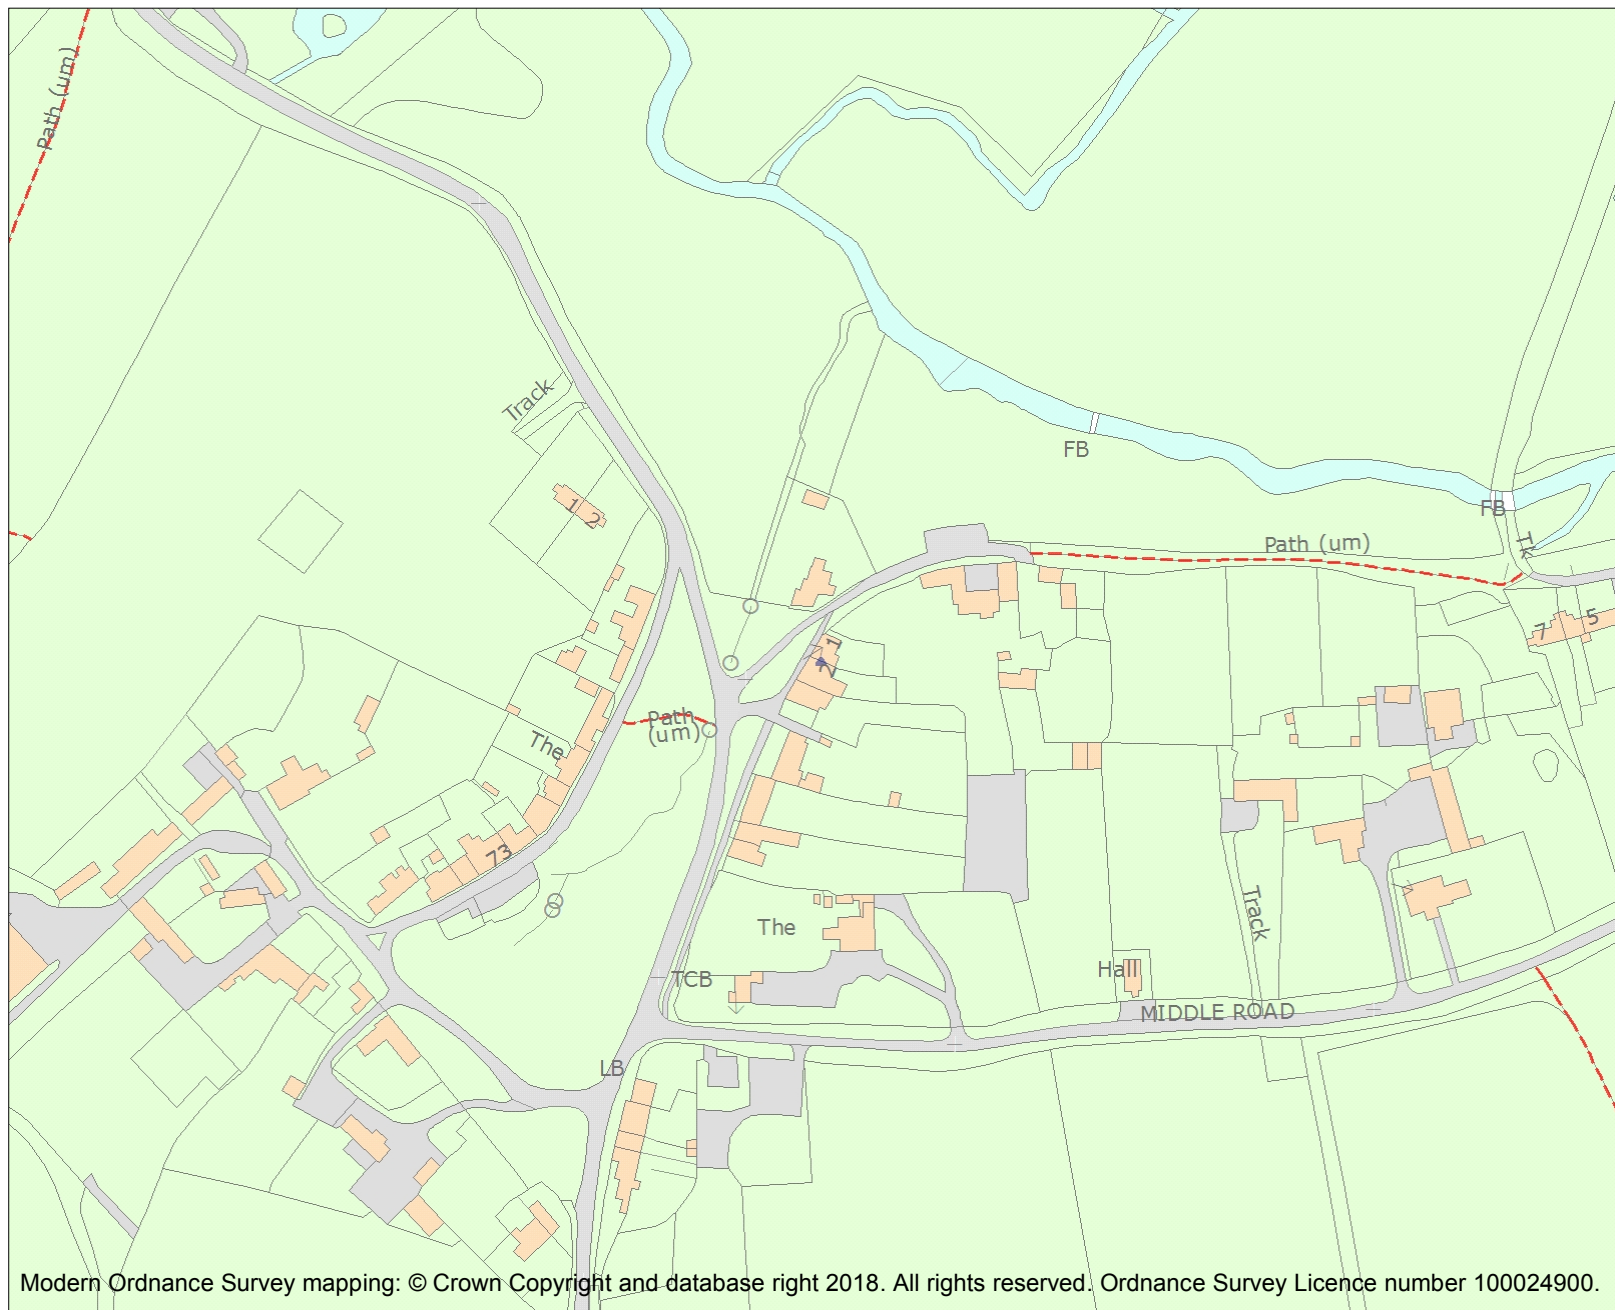 Path (um)
Track
FB
FB
1
2
Path (um)
Tk
7
5
1
2
Path
(um)
The
73
The
Track
TCB
Hall
MIDDLE ROAD
LB
Modern Ordnance Survey mapping: © Crown Copyright and database right 2018. All rights reserved. Ordnance Survey Licence number 100024900.